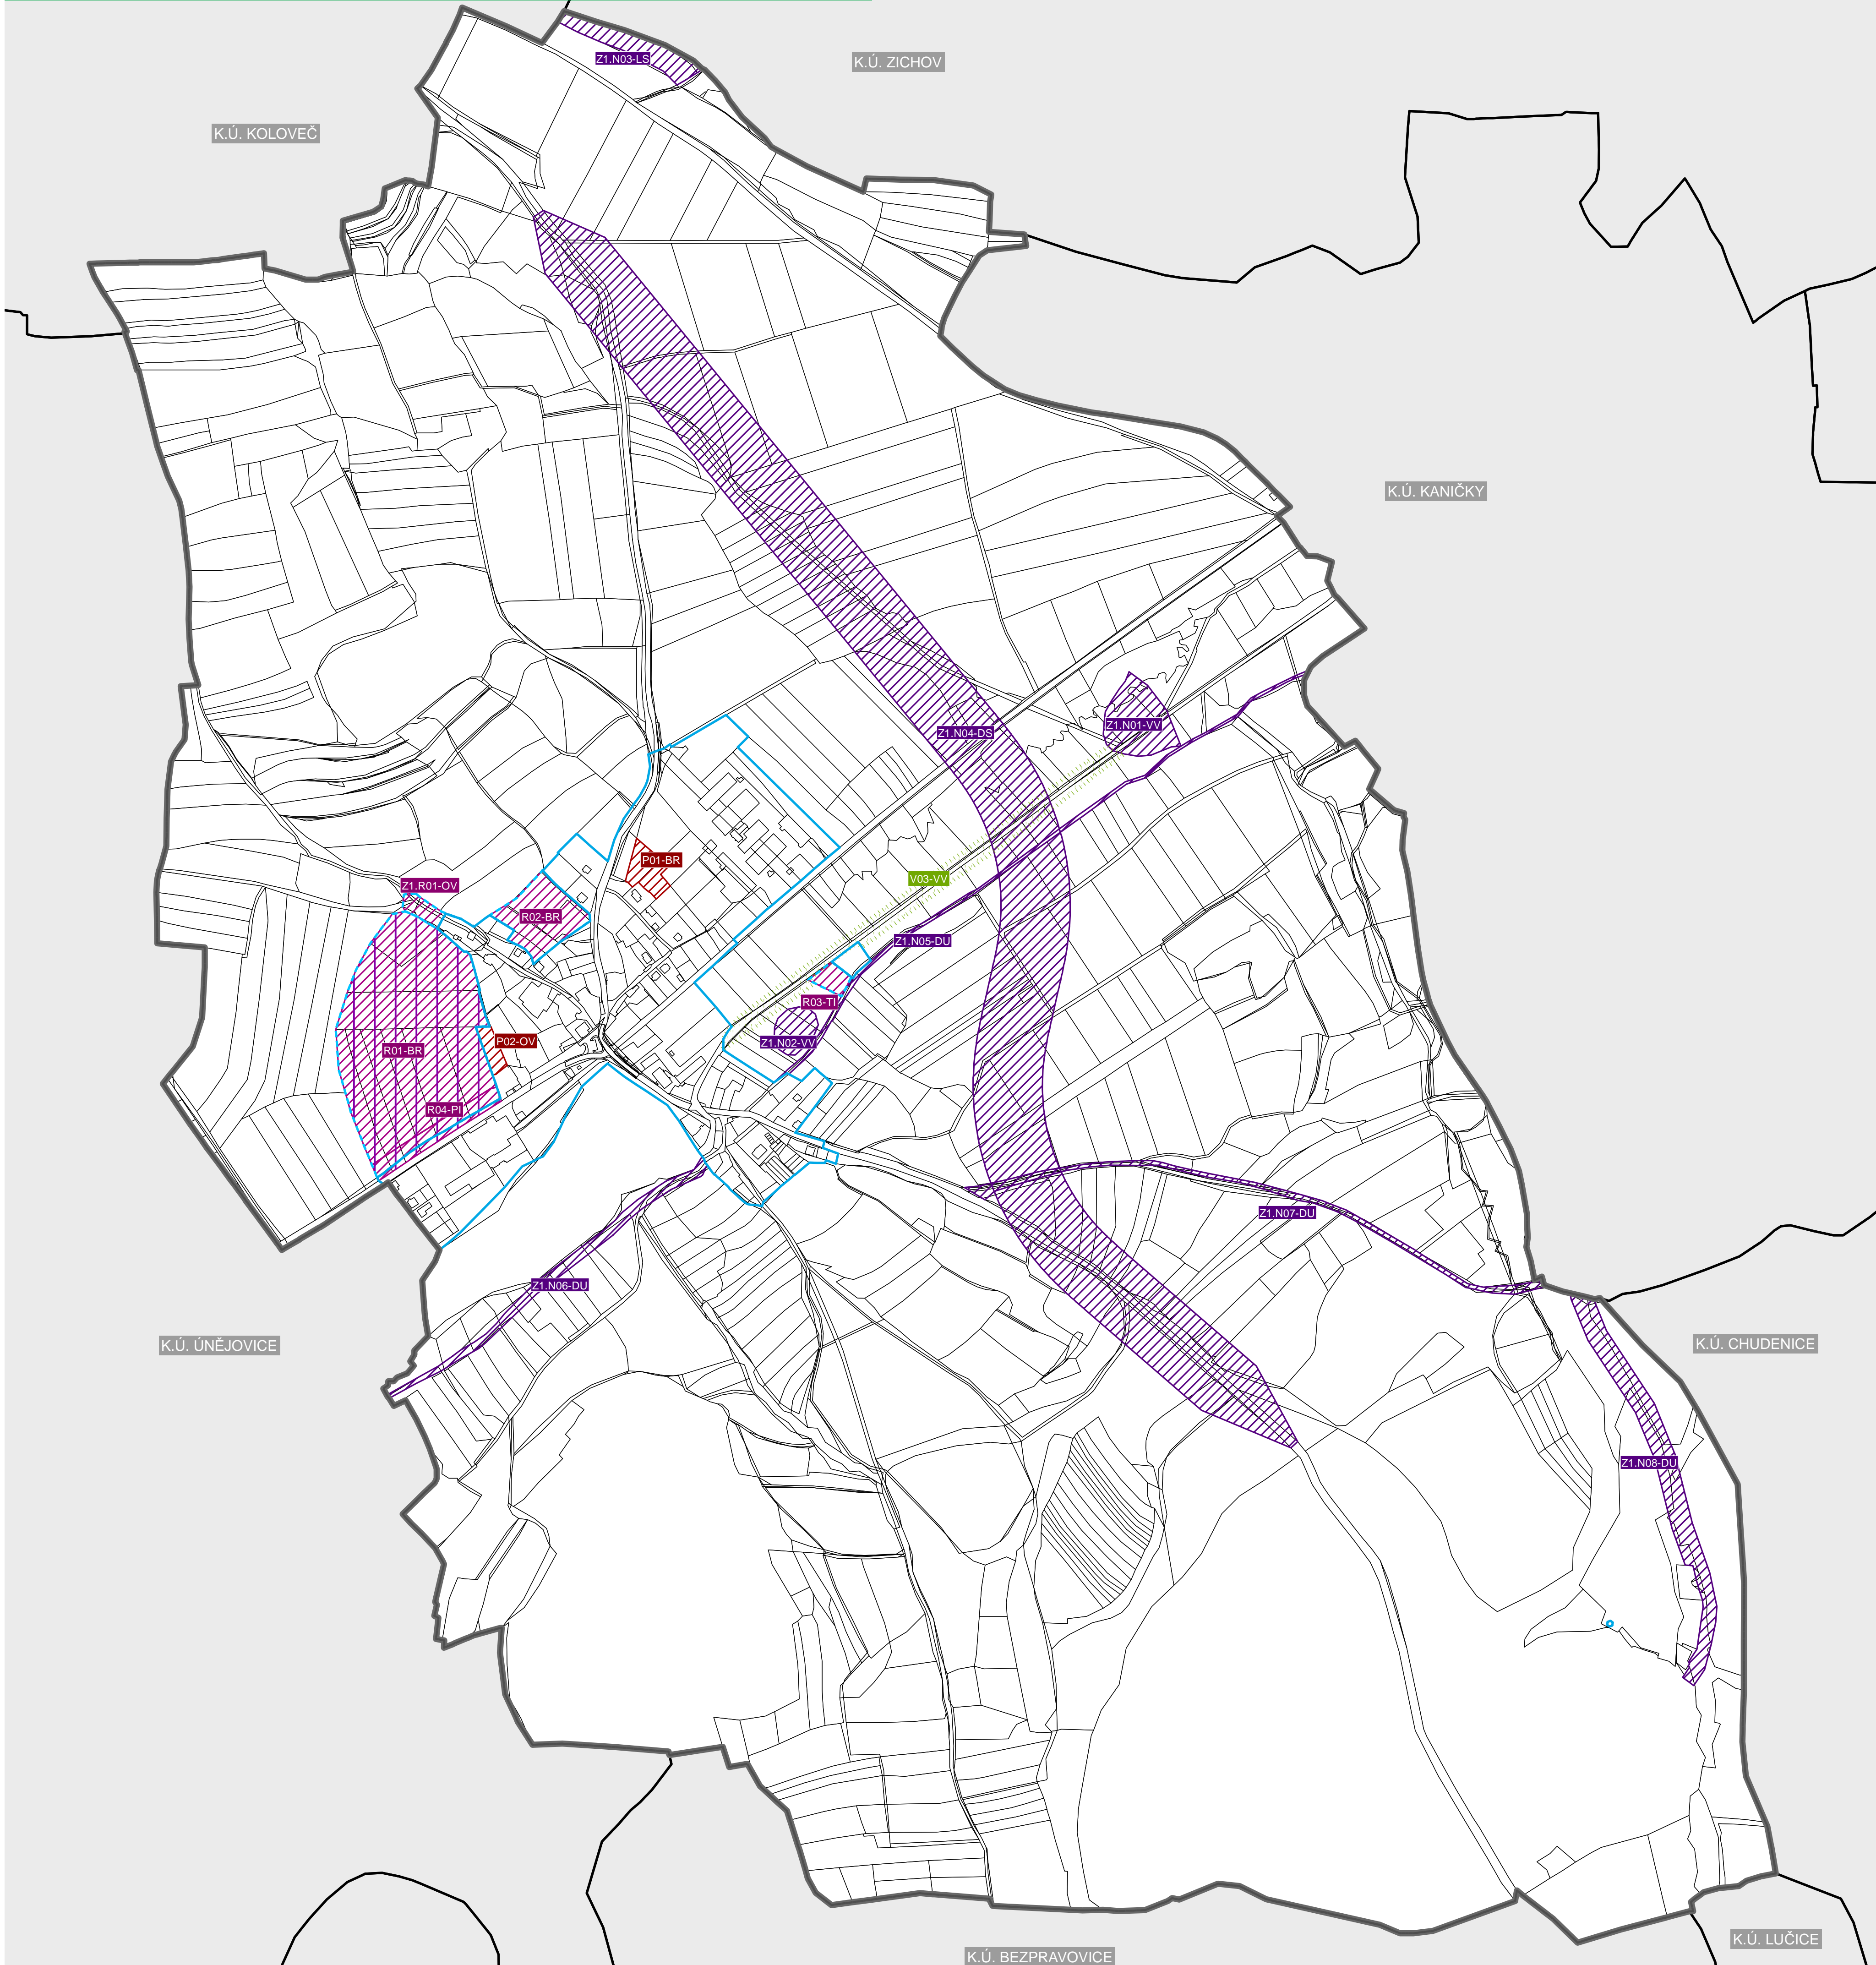 Z1.N03-LS
K.Ú. ZICHOV
K.Ú. KOLOVEČ
K.Ú. KANIČKY
Z1.N01-VV
Z1.N04-DS
P01-BR
V03-VV
Z1.R01-OV
R02-BR
Z1.N05-DU
R03-TI
P02-OV
Z1.N02-VV
R01-BR
R04-PI
Z1.N07-DU
Z1.N06-DU
K.Ú. ÚNĚJOVICE
K.Ú. CHUDENICE
Z1.N08-DU
K.Ú. LUČICE
K.Ú. BEZPRAVOVICE